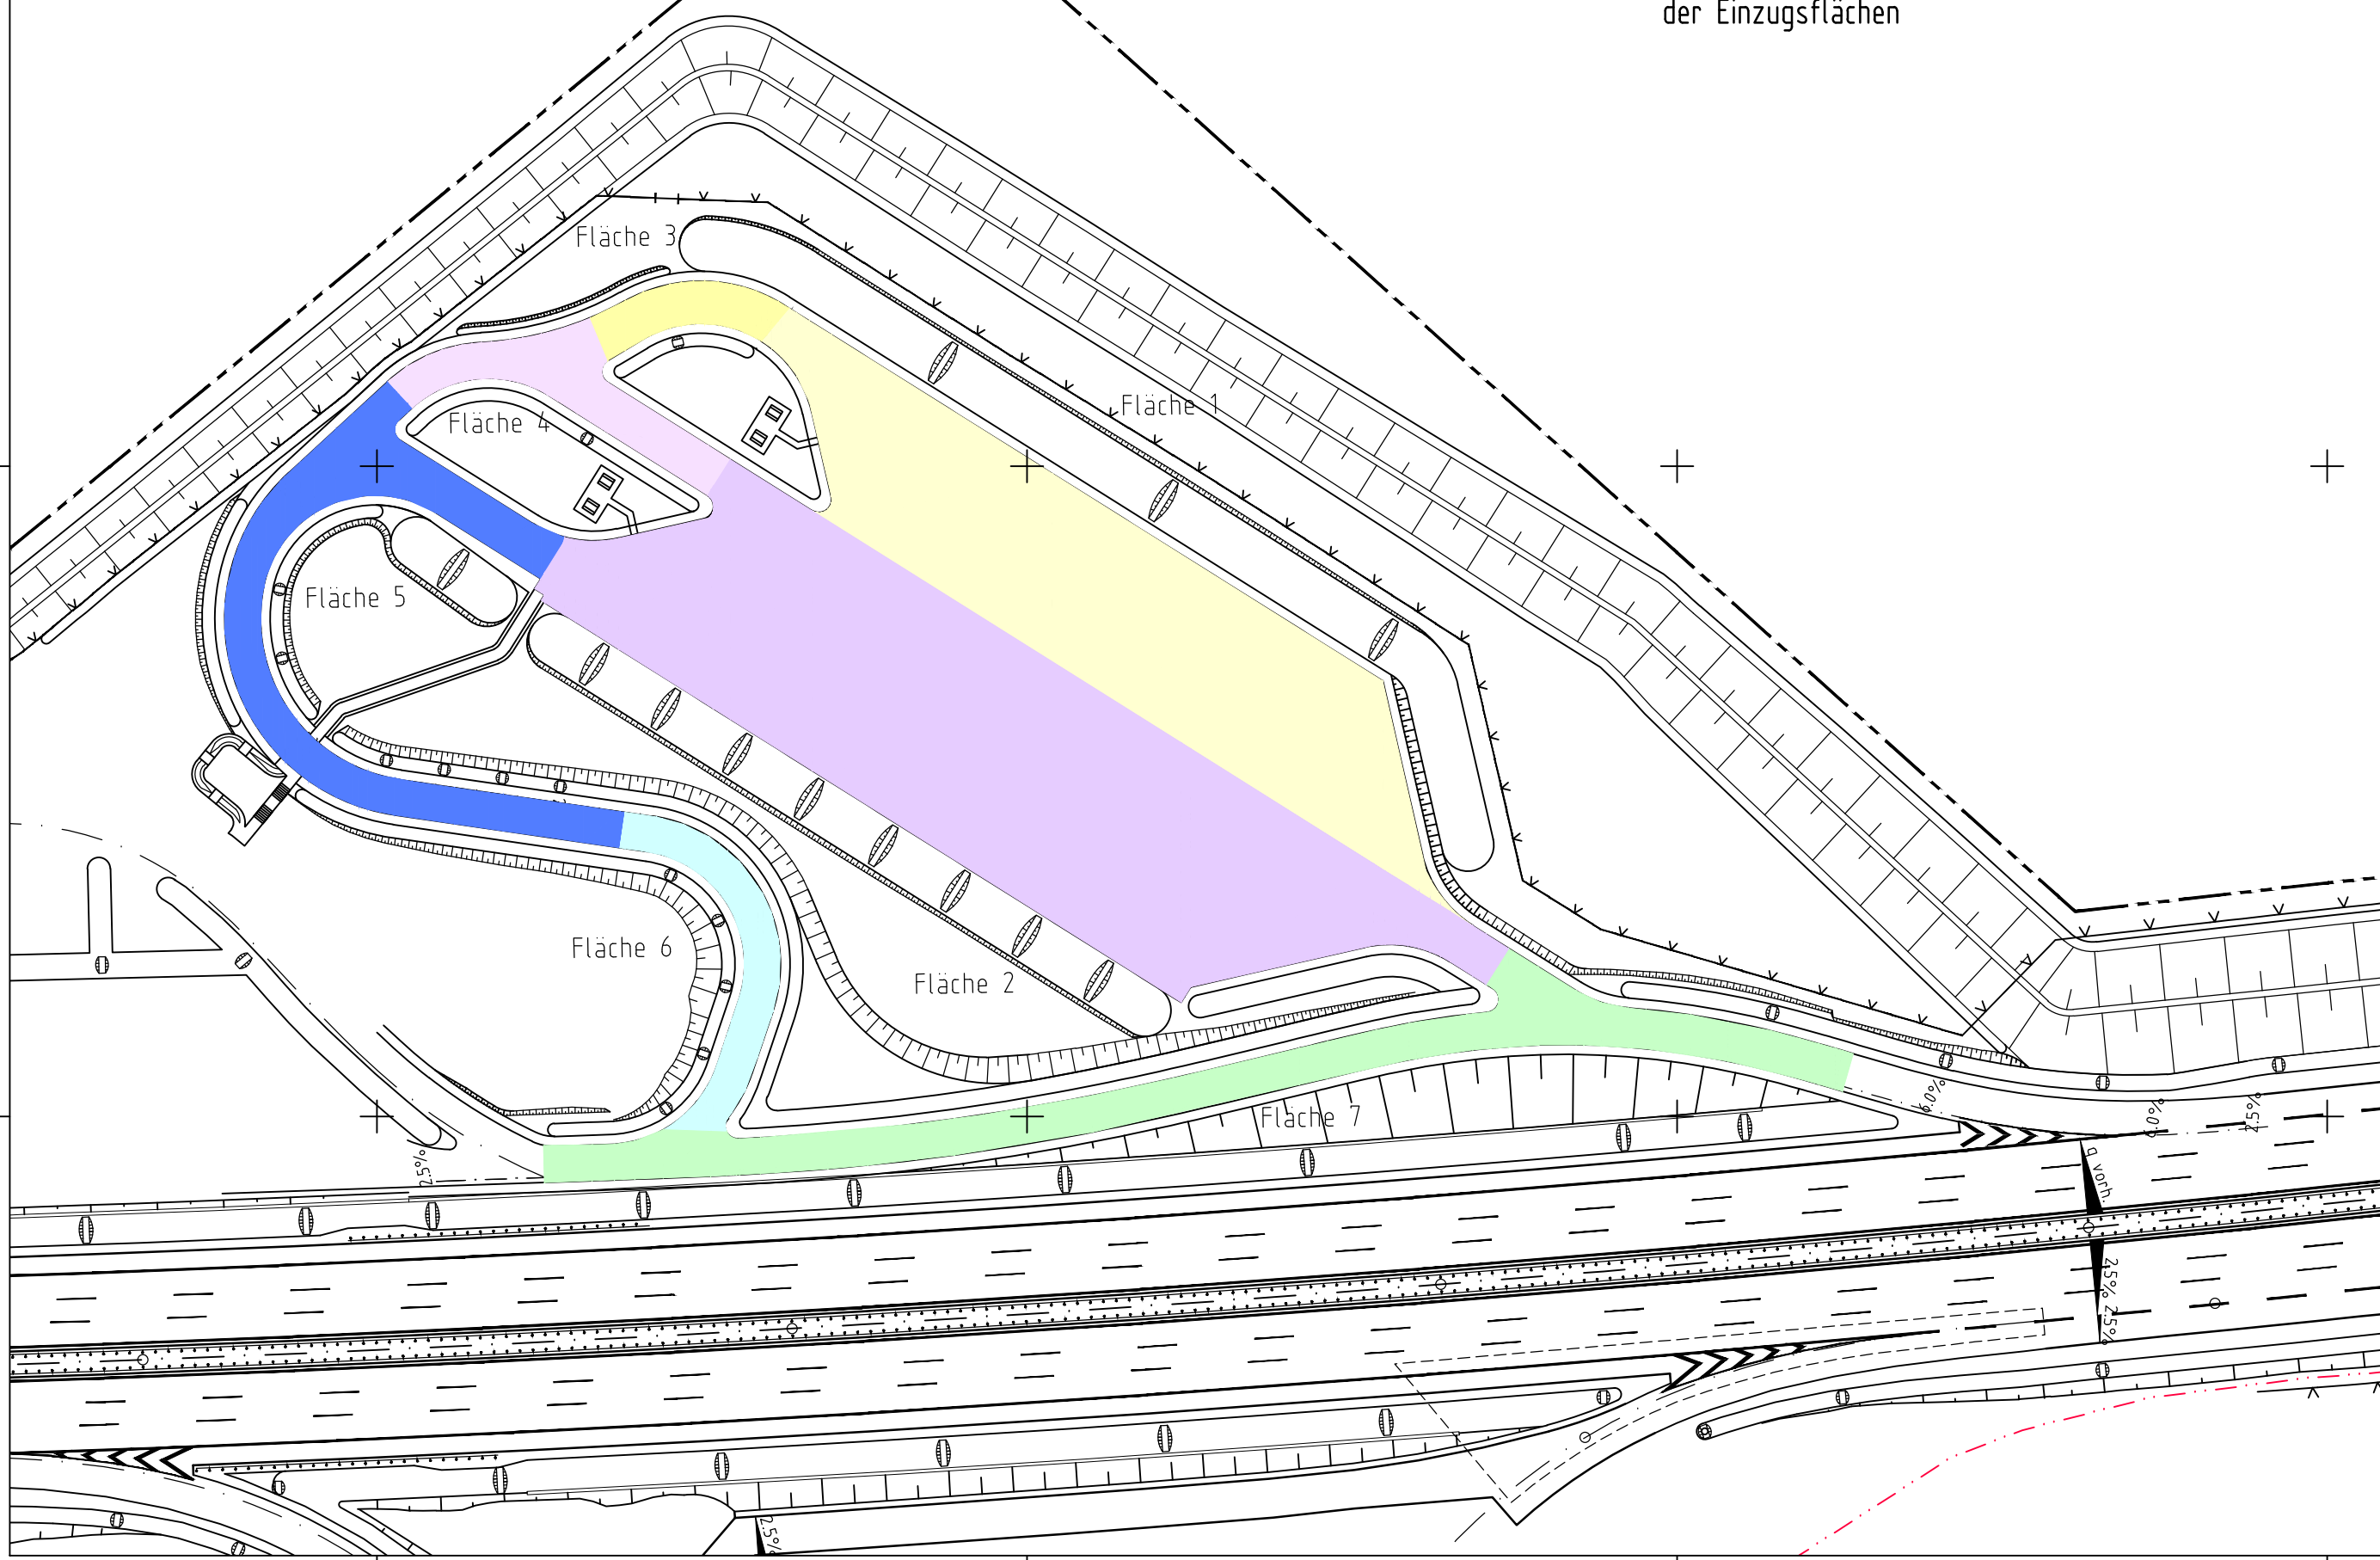 der Einzugsflächen
Fläche 3
Fläche 1
Fläche 4
Fläche 5
Fläche 6
Fläche 2
Fläche 7
6.0%
6.0%
2.5%
2.5%
q vorh.
2.5%
2.5%
2.5%